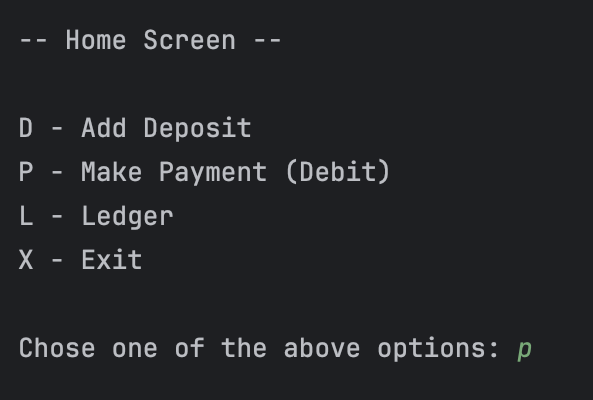 -- Home Screen --
D - Add Deposit
P - Make Payment (Debit)
L - Ledger
X - Exit
Chose one of the above options: p